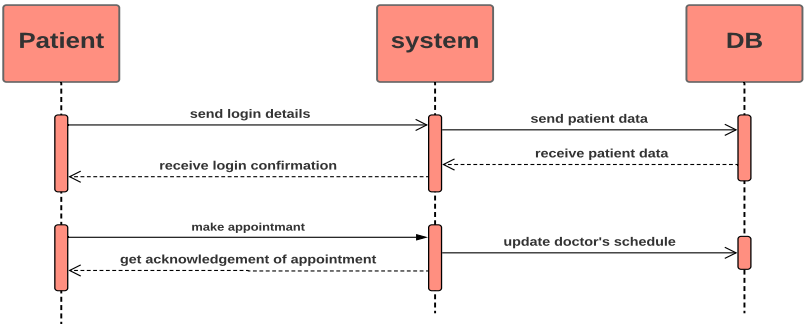 Patient
system
DB
send login details
send patient data
receive patient data
receive login confirmation
make appointmant
update doctor's schedule
get acknowledgement of appointment